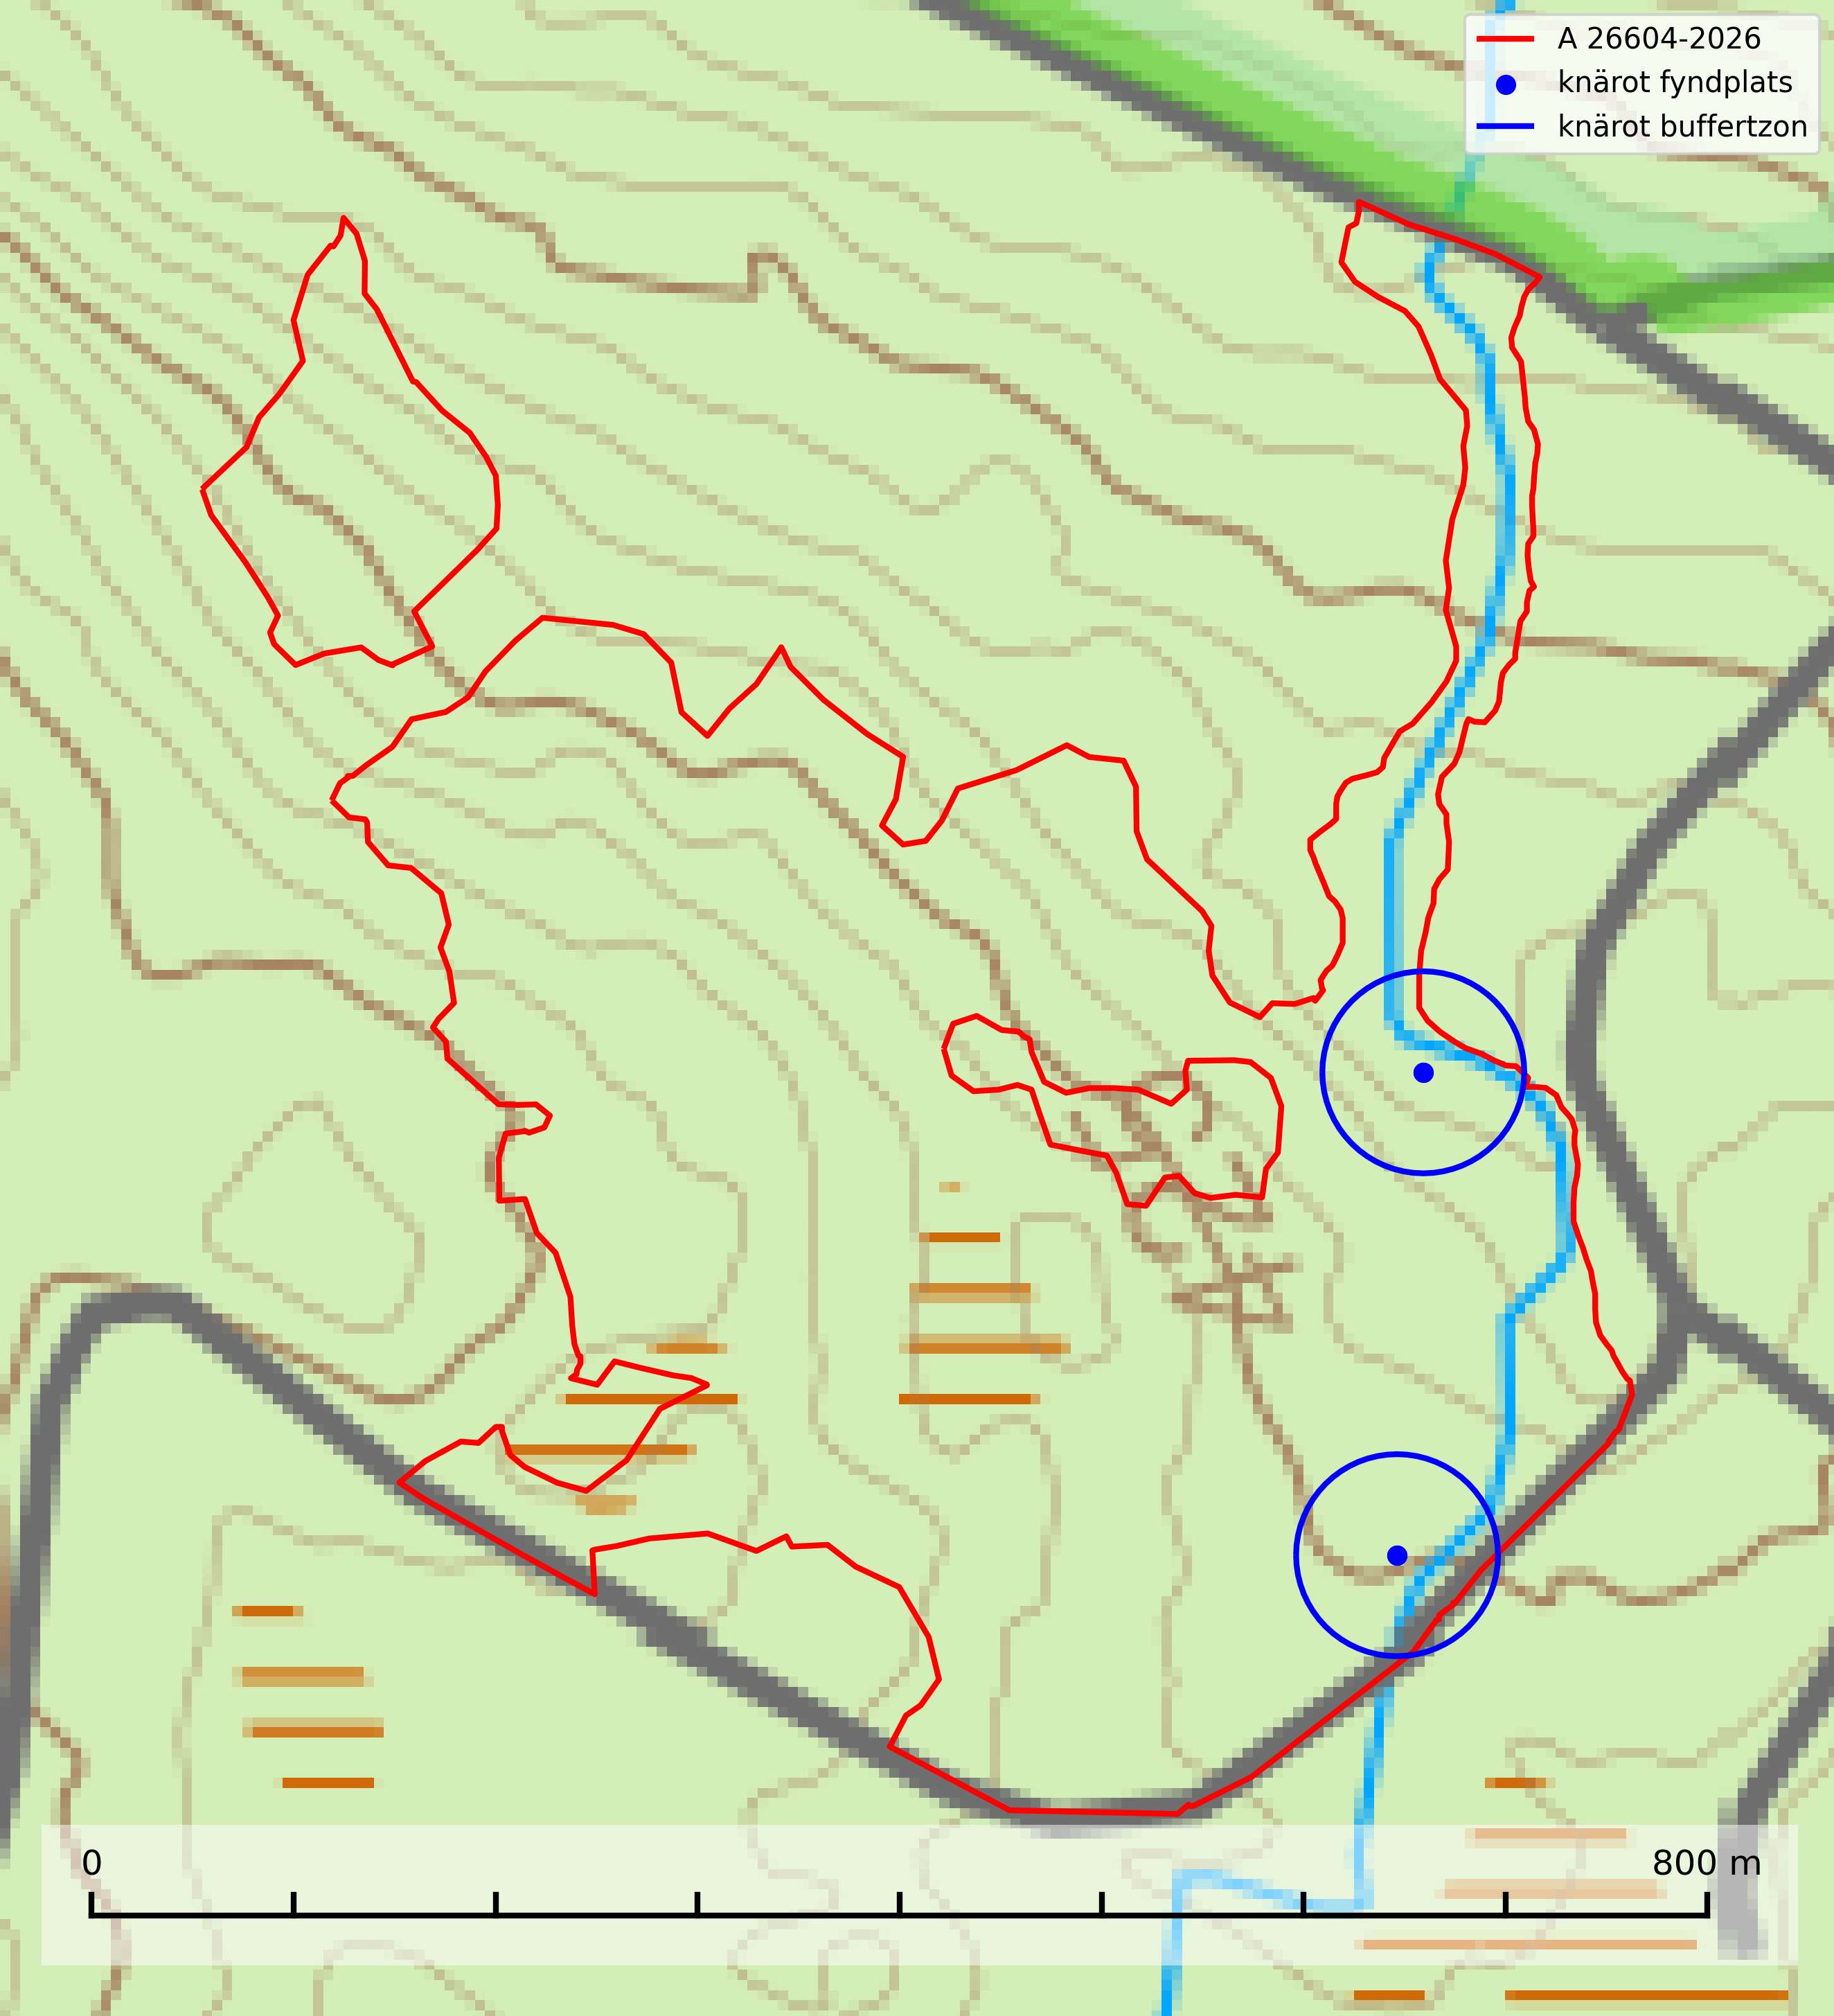 A 26604-2026
knärot fyndplats
knärot buffertzon
0
800 m